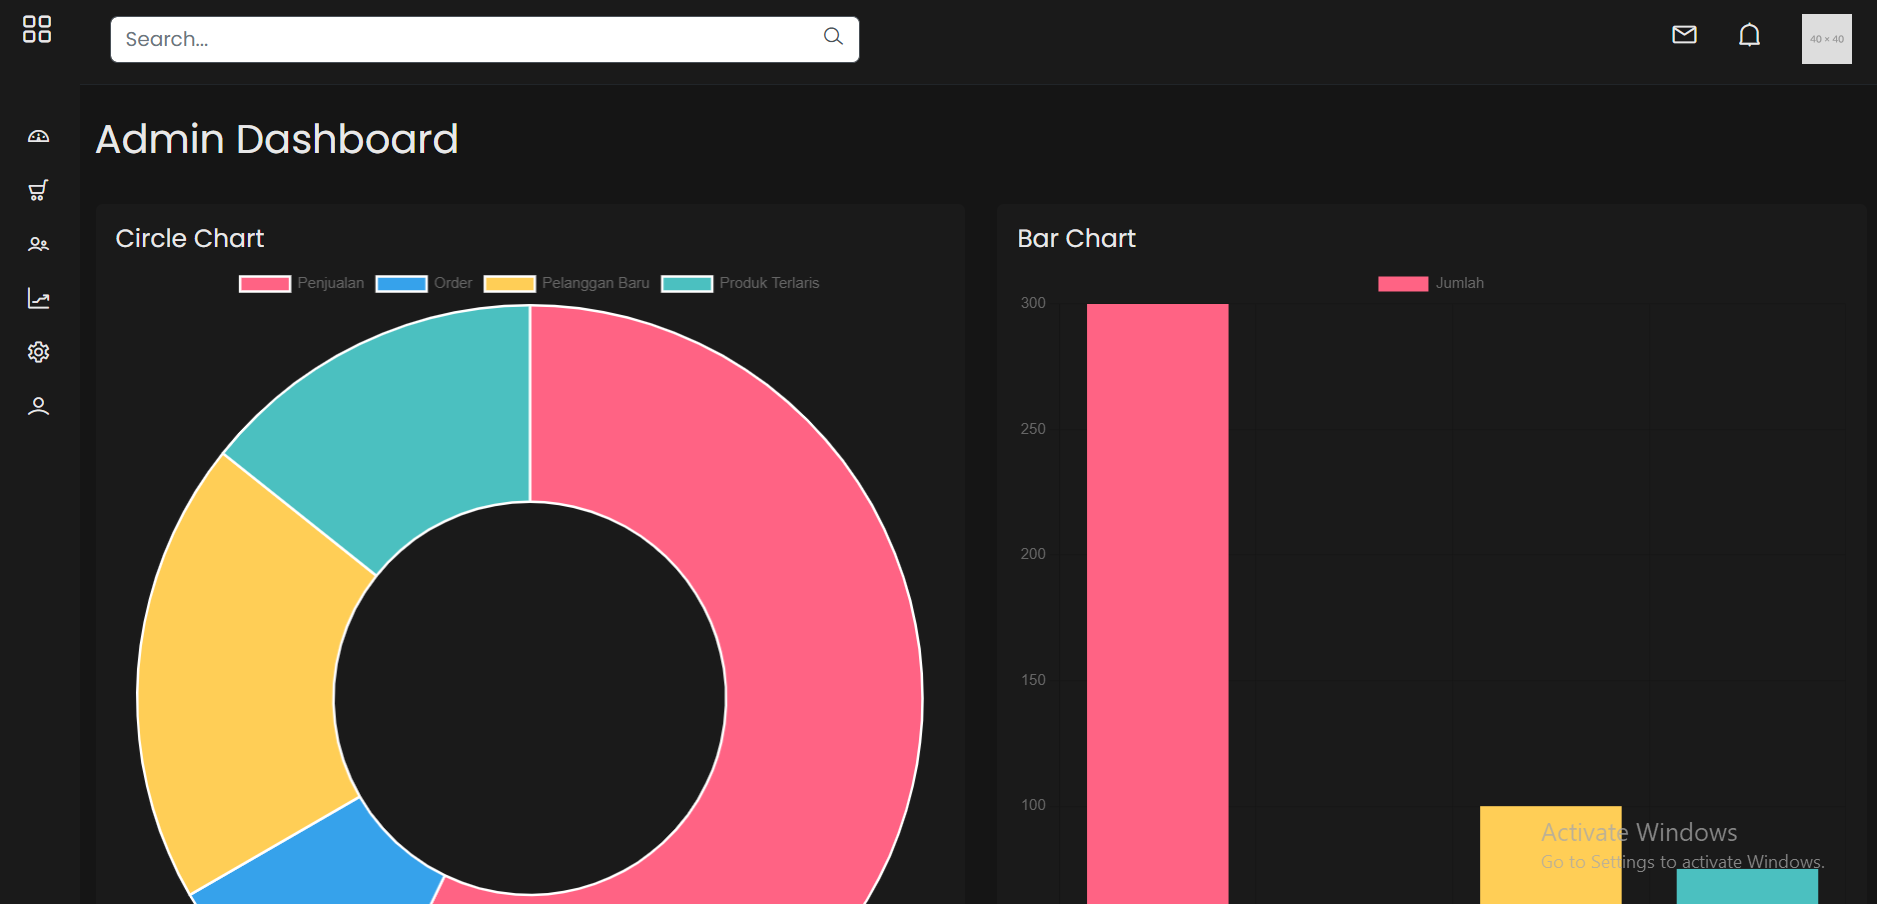 Search...
40 × 40
Admin Dashboard
Circle Chart
Penjualan Order Pelanggan Baru Produk Terlaris
Bar Chart
Jumlah
300
250
200
150
100
Activate Windows
Go to Settings to activate Windows.